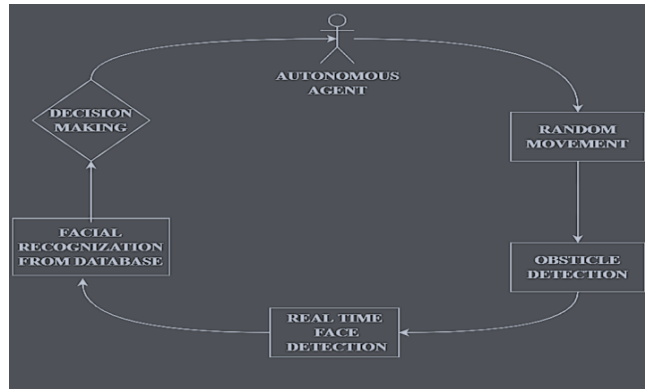 AUTONOMOUS
AGENT
RANDOM
MOVEMENT
OBSTICLE
DETECTION
REAL TIME
FACE
DETECTION
FACIAL
RECOGNIZATION
FROM DATABASE
DECISION
MAKING